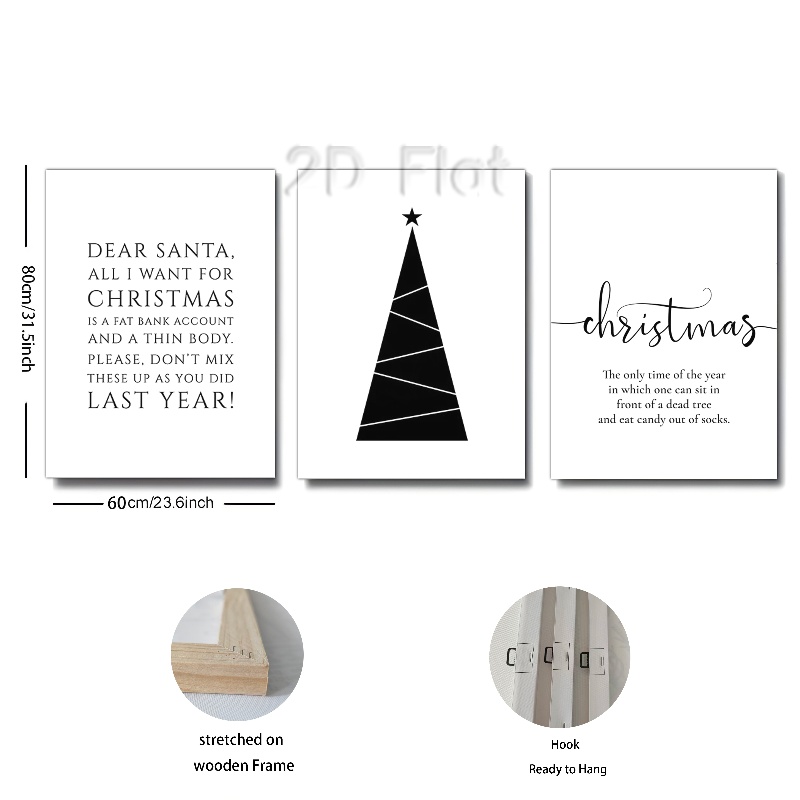 2D Flat
80cm/31.5inch
DEAR SANTA,
ALL I WANT FOR
CHRISTMAS
IS A FAT BANK ACCOUNT
AND A THIN BODY.
PLEASE, DON'T MIX
THESE UP AS YOU DID
LAST YEAR!
christmas
The only time of the year
in which one can sit in
front of a dead tree
and eat candy out of socks.
60cm/23.6inch
stretched on
wooden Frame
Hook
Ready to Hang